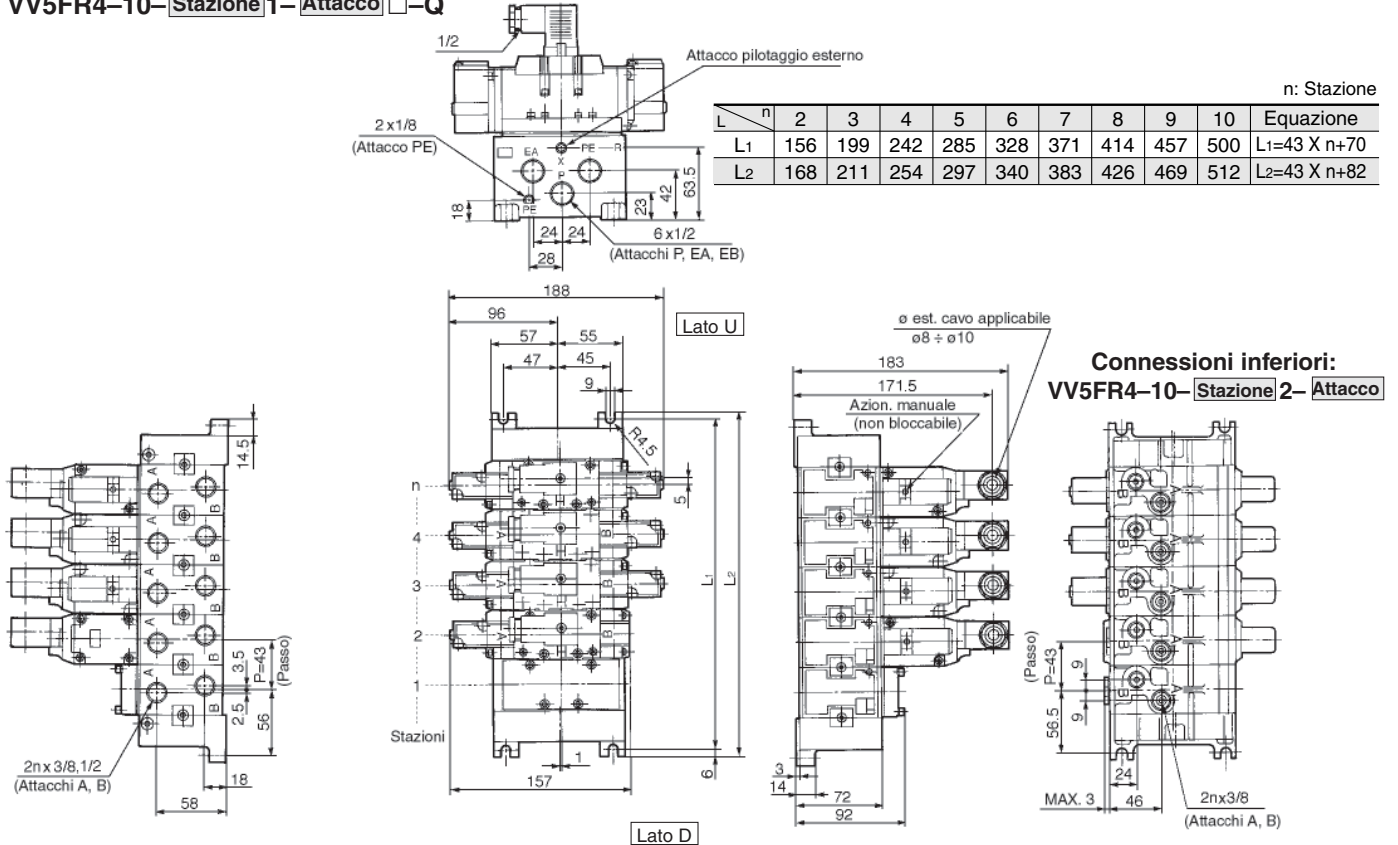 VV5FR4–10– Stazione 1– Attacco □–Q
1/2
Attacco pilotaggio esterno
2 x1/8
(Attacco PE)
EA
PE
R
X
P
PE
18
24
24
28
23
42
63.5
6 x1/2
(Attacchi P, EA, EB)
n: Stazione
L n 2 3 4 5 6 7 8 9 10 Equazione
L1 156 199 242 285 328 371 414 457 500 L1=43 X n+70
L2 168 211 254 297 340 383 426 469 512 L2=43 X n+82
188
96
Lato U
57
55
47
45
9
R4.5
5
n
4
3
2
1
Stazioni
A
B
A
B
A
B
L1
L2
1
6
157
Lato D
14.5
A
B
A
B
A
B
A
B
A
B
3.5
2.5
P=43
(Passo)
56
18
58
2n x 3/8,1/2
(Attacchi A, B)
ø est. cavo applicabile
ø8 ÷ ø10
183
171.5
Azion. manuale
(non bloccabile)
3
14
72
92
Connessioni inferiori:
VV5FR4–10– Stazione 2– Attacco
B
A
B
A
B
A
B
A
B
A
P=43
(Passo)
9
9
56.5
24
MAX. 3
46
2nx3/8
(Attacchi A, B)